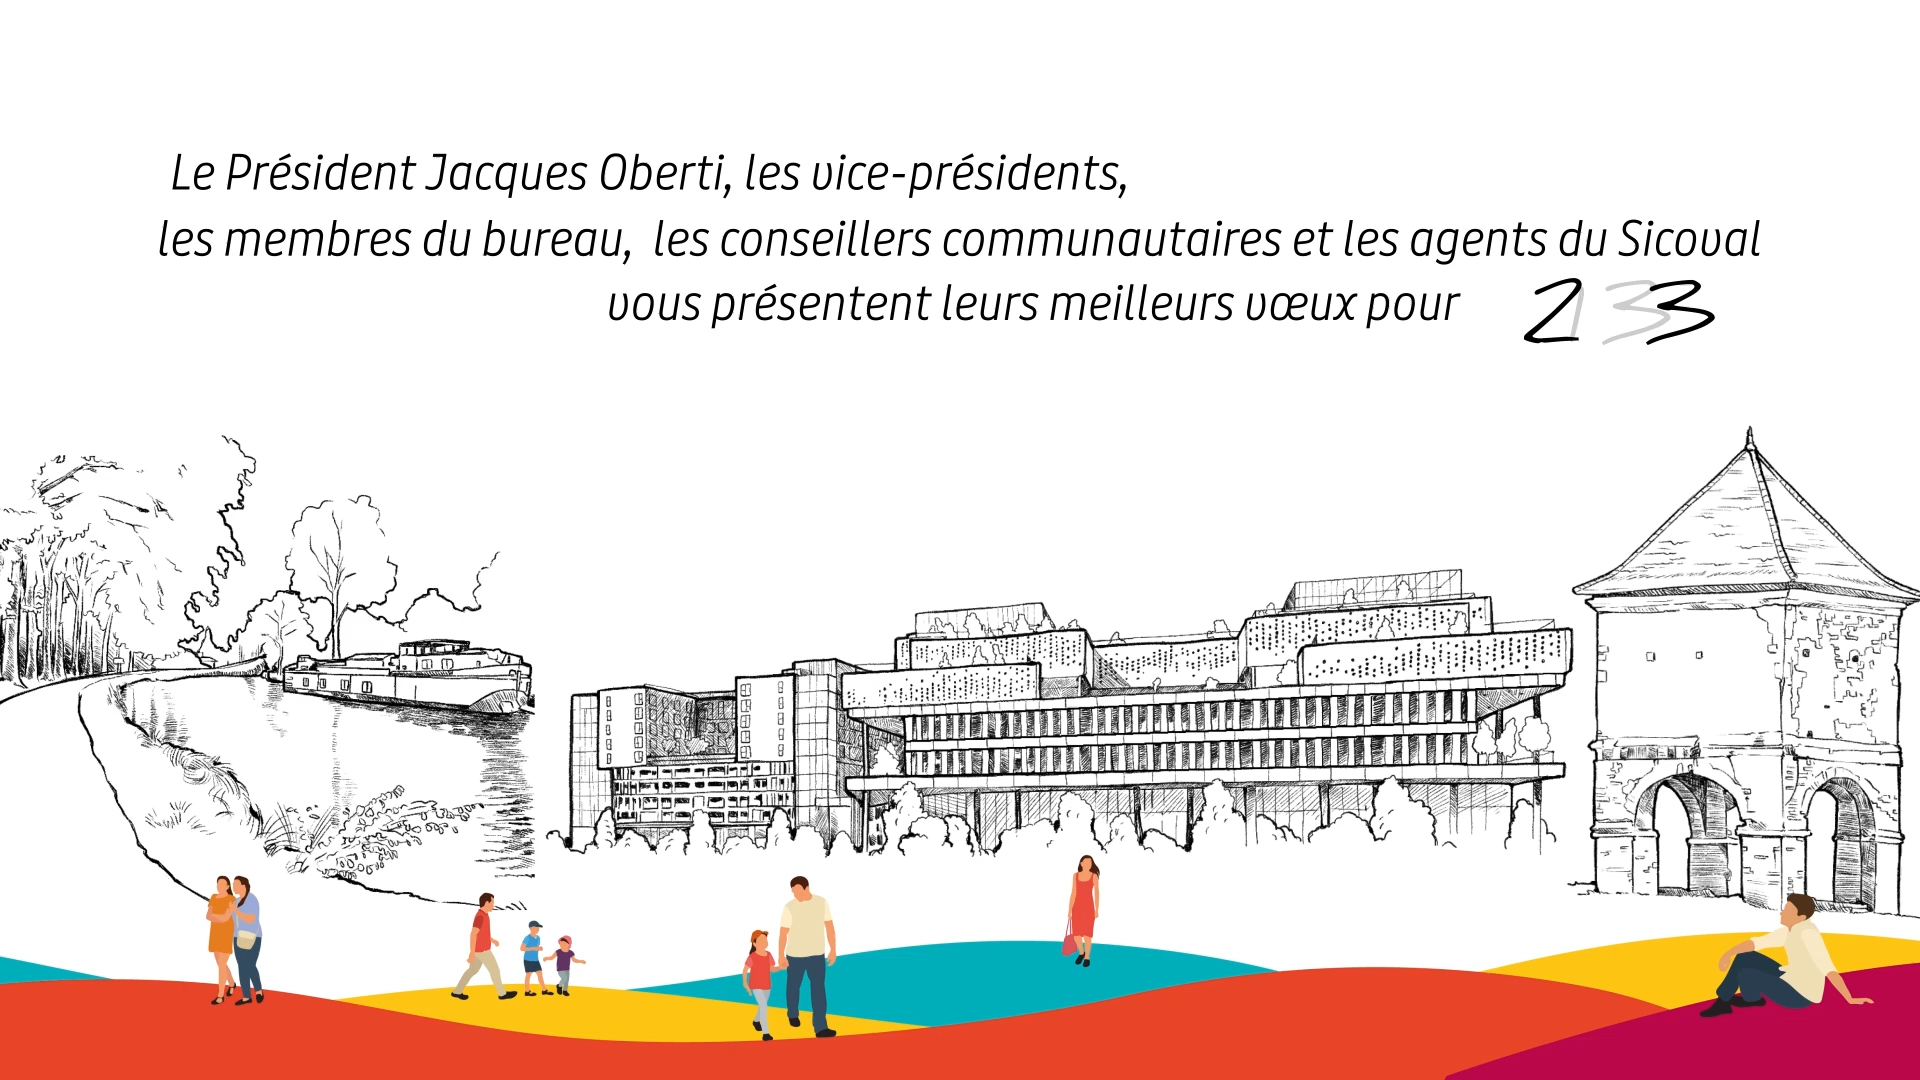 Le Président Jacques Oberti, les vice-présidents,
les membres du bureau, les conseillers communautaires et les agents du Sicoval
vous présentent leurs meilleurs vœux pour